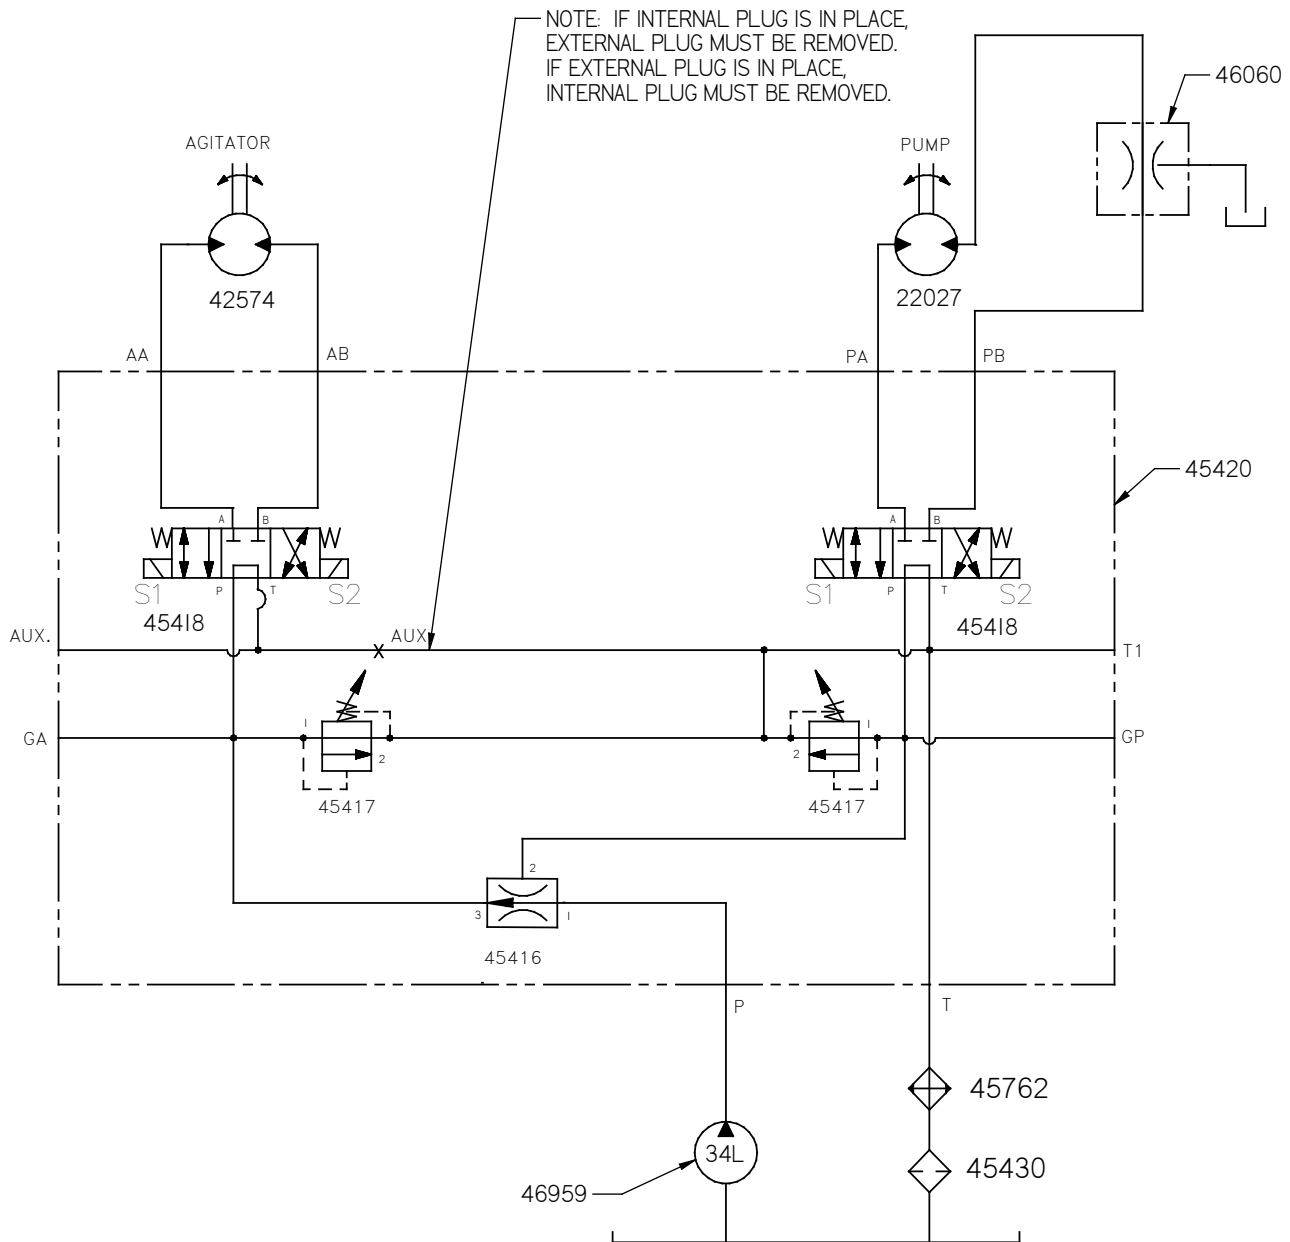 NOTE: IF INTERNAL PLUG IS IN PLACE,
EXTERNAL PLUG MUST BE REMOVED.
IF EXTERNAL PLUG IS IN PLACE,
INTERNAL PLUG MUST BE REMOVED.
46060
AGITATOR
PUMP
42574
22027
AA
AB
PA
PB
45420
A
B
A
B
P
T
P
T
S1
S2
S1
S2
45418
45418
AUX.
AUX
T1
1
1
GA
GP
2
2
45417
45417
2
3
1
45416
P
T
45762
34L
45430
46959